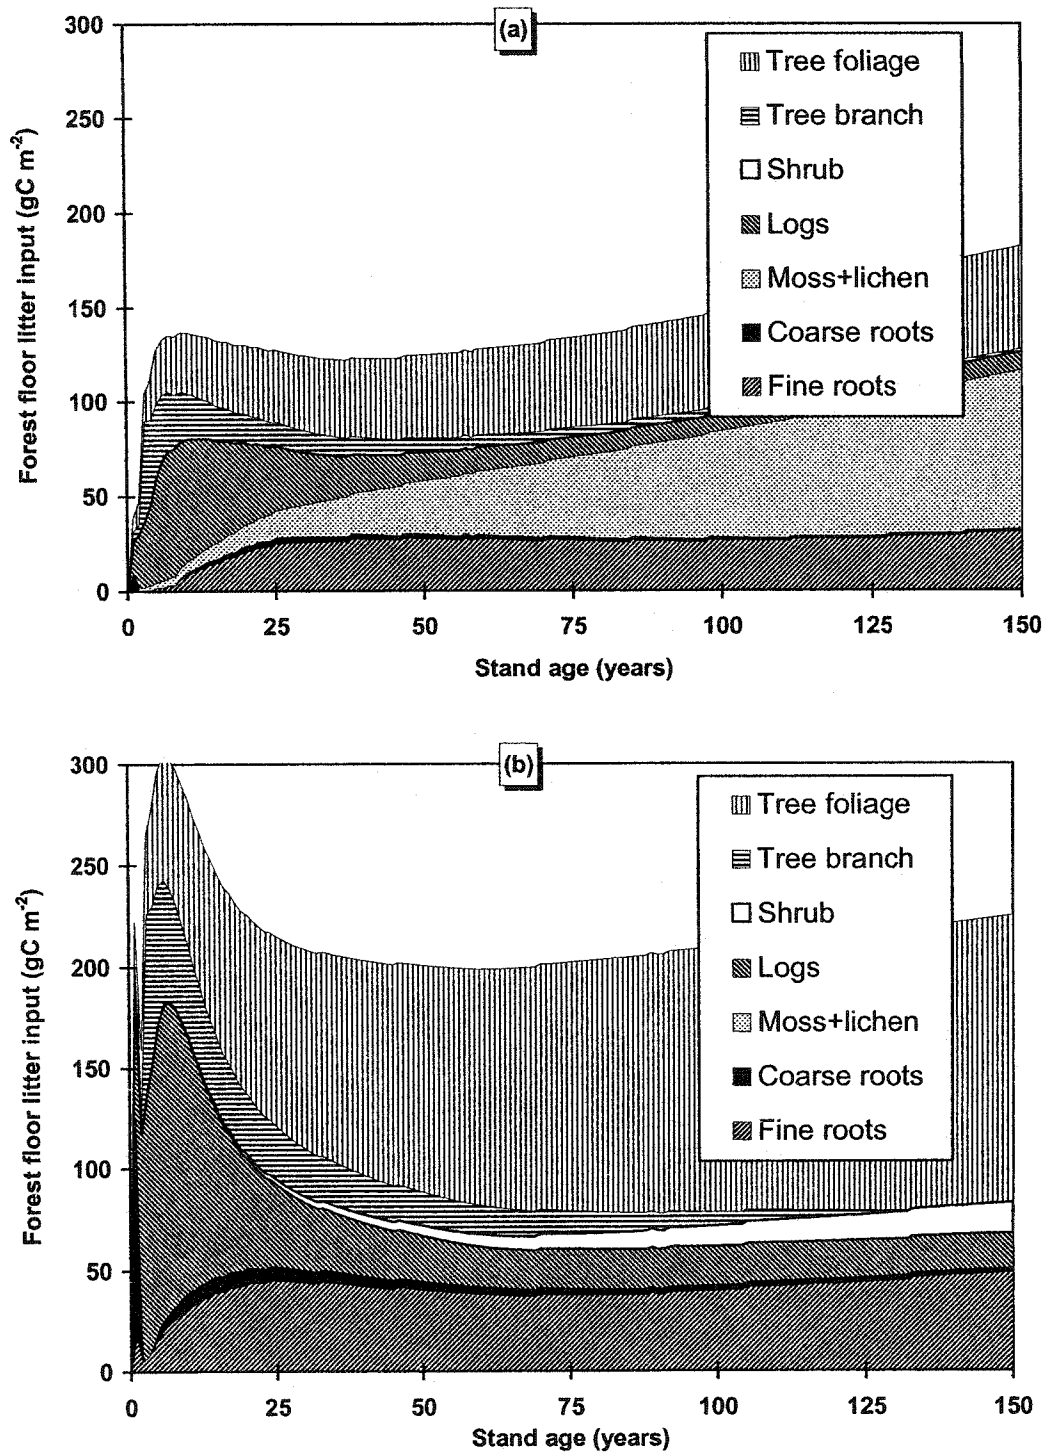 (a)
300
250
200
150
100
50
0
Forest floor litter input (gC m-2)
Tree foliage
Tree branch
Shrub
Logs
Moss+lichen
Coarse roots
Fine roots
0 25 50 75 100 125 150
Stand age (years)
(b)
300
250
200
150
100
50
0
Forest floor litter input (gC m-2)
Tree foliage
Tree branch
Shrub
Logs
Moss+lichen
Coarse roots
Fine roots
0 25 50 75 100 125 150
Stand age (years)